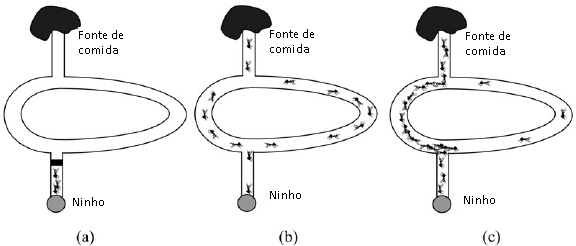 Fonte de
comida
Ninho
(a)
Fonte de
comida
Ninho
(b)
Fonte de
comida
Ninho
(c)